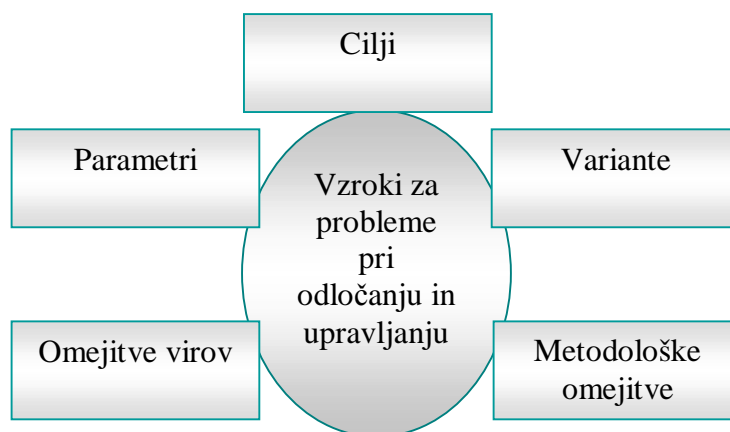 Cilji
Parametri
Variante
Vzroki za
probleme
pri
odločanju in
upravljanju
Omejitve virov
Metodološke
omejitve